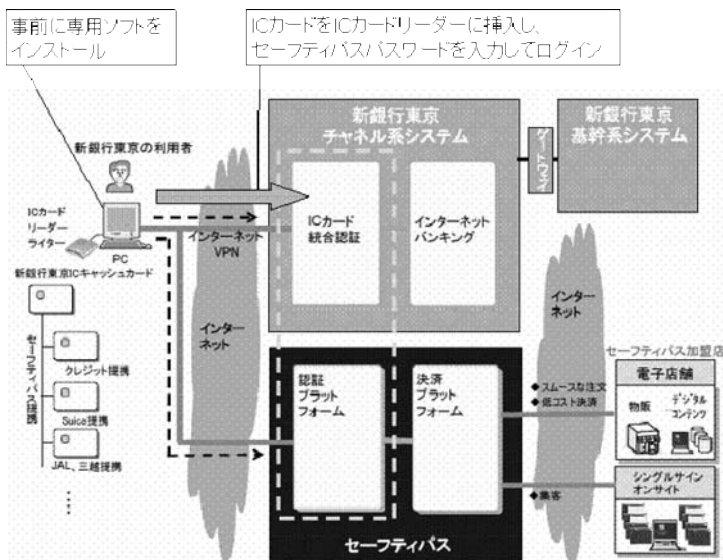 事前に専用ソフトを
インストール
ICカードをICカードリーダーに挿入し、
セーフティパスパスワードを入力してログイン
新銀行東京の利用者
ICカード
リーダー
ライター
PC
新銀行東京ICキャッシュカード
セーフティパス提携
クレジット提携
Suica提携
JAL、三越提携
インターネット
VPN
インター
ネット
新銀行東京
チャネル系システム
ICカード
統合認証
インターネット
バンキング
ゲートウェイ
新銀行東京
基幹系システム
認証
プラット
フォーム
決済
プラット
フォーム
セーフティパス
インター
ネット
◆スムースな注文
◆低コスト決済
◆集客
セーフティパス加盟店
電子店舗
物販
デジタル
コンテンツ
シングルサイン
オンサイト